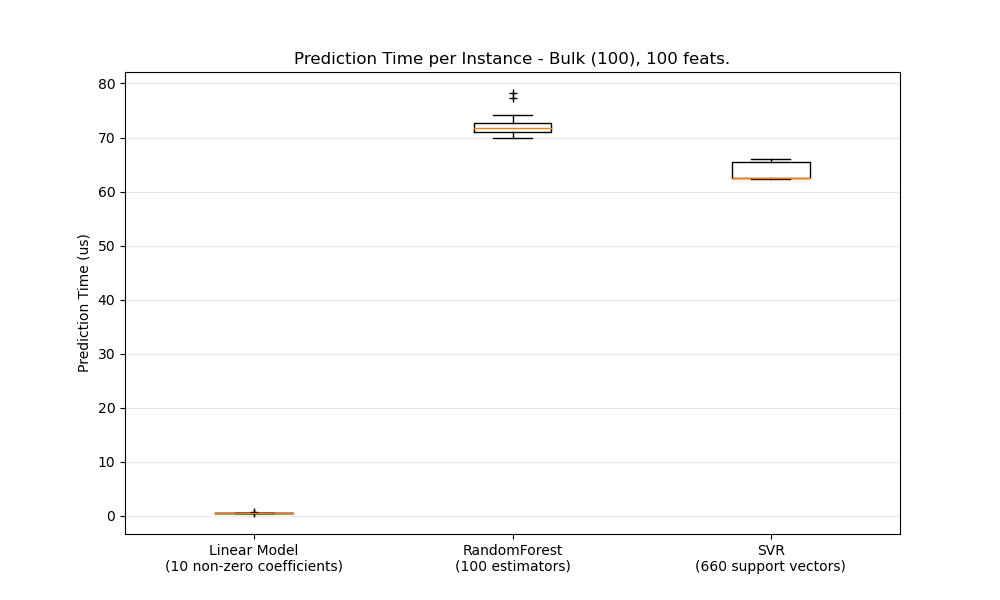 Prediction Time per Instance - Bulk (100), 100 feats.
80
70
60
50
40
30
20
10
0
Prediction Time (us)
Linear Model
(10 non-zero coefficients)
RandomForest
(100 estimators)
SVR
(660 support vectors)